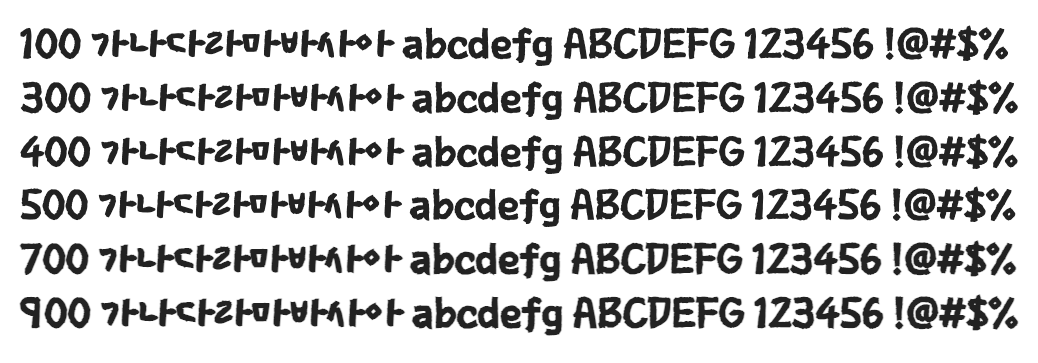 100 가나다라마바사아 abcdefg ABCDEFG 123456 !@#$%
300 가나다라마바사아 abcdefg ABCDEFG 123456 !@#$%
400 가나다라마바사아 abcdefg ABCDEFG 123456 !@#$%
500 가나다라마바사아 abcdefg ABCDEFG 123456 !@#$%
700 가나다라마바사아 abcdefg ABCDEFG 123456 !@#$%
900 가나다라마바사아 abcdefg ABCDEFG 123456 !@#$%